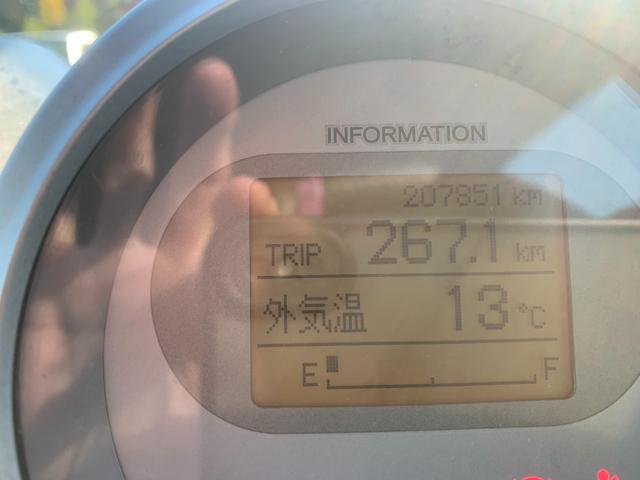 INFORMATION
207851 km
TRIP 267.1 km
外気温 13 °C
E F